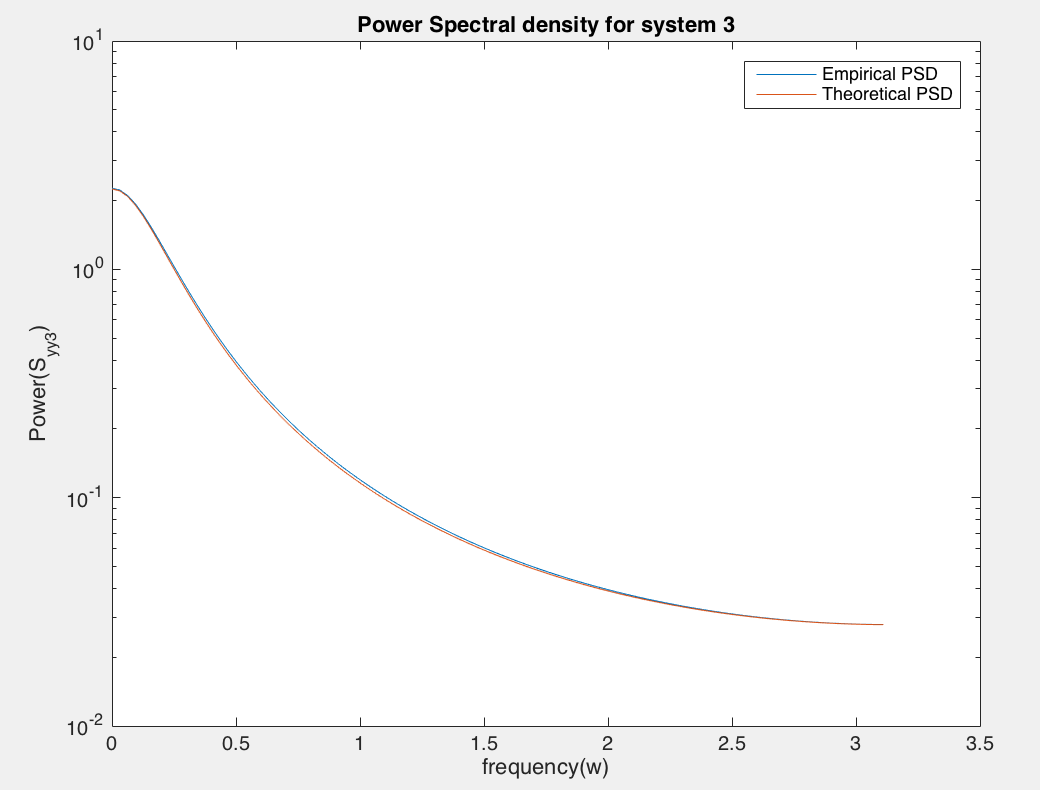 Power Spectral density for system 3
Empirical PSD
Theoretical PSD
10^1
10^0
10^-1
10^-2
Power(S_yy3)
0 0.5 1 1.5 2 2.5 3 3.5
frequency(w)